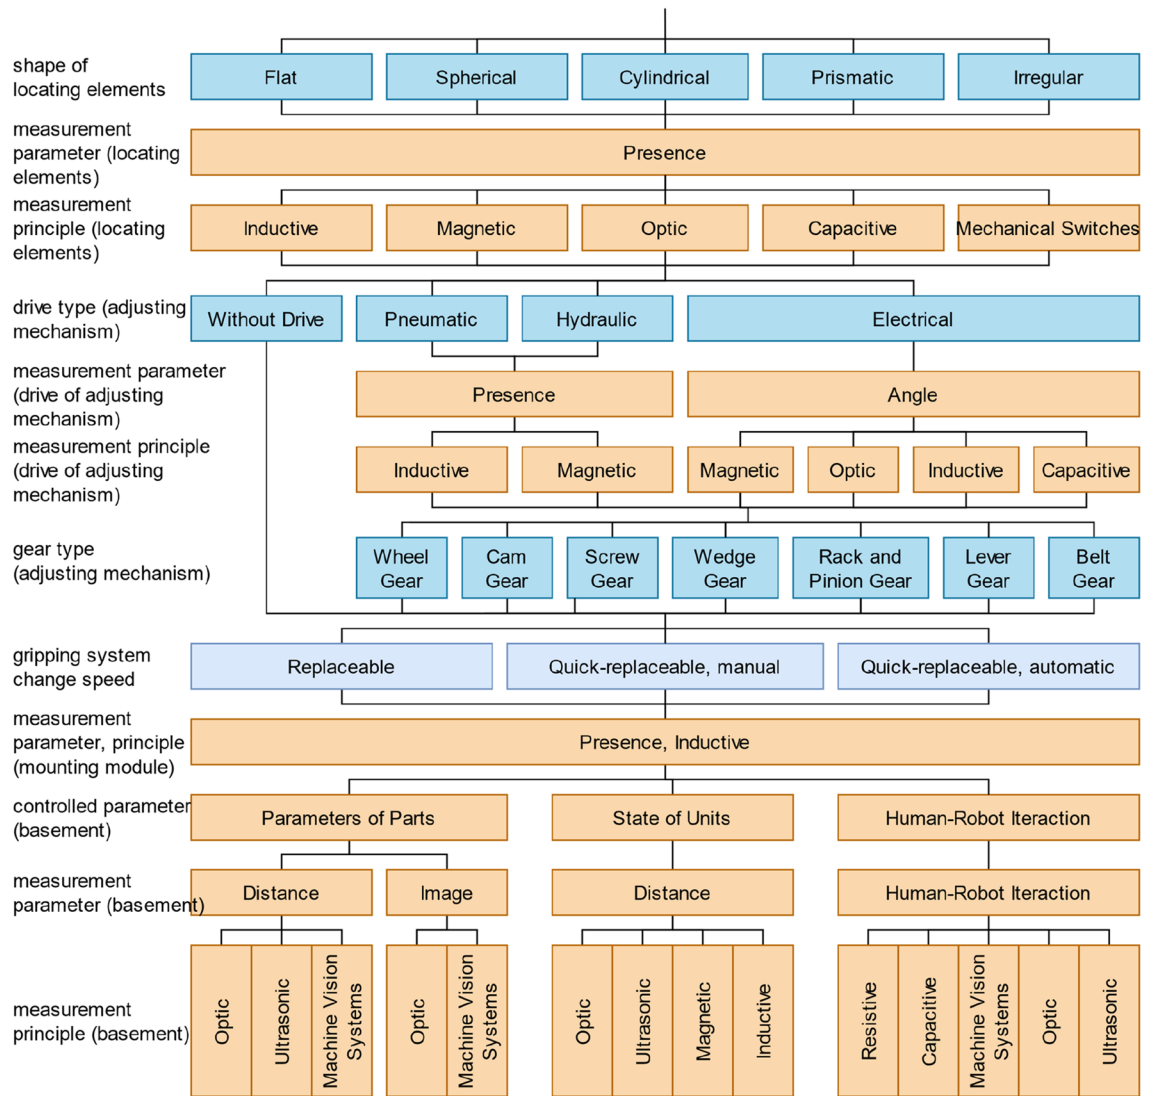 shape of
locating elements
Flat
Spherical
Cylindrical
Prismatic
Irregular
measurement
parameter (locating
elements)
Presence
measurement
principle (locating
elements)
Inductive
Magnetic
Optic
Capacitive
Mechanical Switches
drive type (adjusting
mechanism)
Without Drive
Pneumatic
Hydraulic
Electrical
measurement parameter
(drive of adjusting
mechanism)
Presence
Angle
measurement principle
(drive of adjusting
mechanism)
Inductive
Magnetic
Magnetic
Optic
Inductive
Capacitive
gear type
(adjusting mechanism)
Wheel
Gear
Cam
Gear
Screw
Gear
Wedge
Gear
Rack and
Pinion Gear
Lever
Gear
Belt
Gear
gripping system
change speed
Replaceable
Quick-replaceable, manual
Quick-replaceable, automatic
measurement
parameter, principle
(mounting module)
Presence, Inductive
controlled parameter
(basement)
Parameters of Parts
State of Units
Human-Robot Iteraction
measurement
parameter (basement)
Distance
Image
Distance
Human-Robot Iteraction
measurement
principle (basement)
Optic
Ultrasonic
Machine Vision
Systems
Optic
Machine Vision
Systems
Optic
Ultrasonic
Magnetic
Inductive
Resistive
Capacitive
Machine Vision
Systems
Optic
Ultrasonic